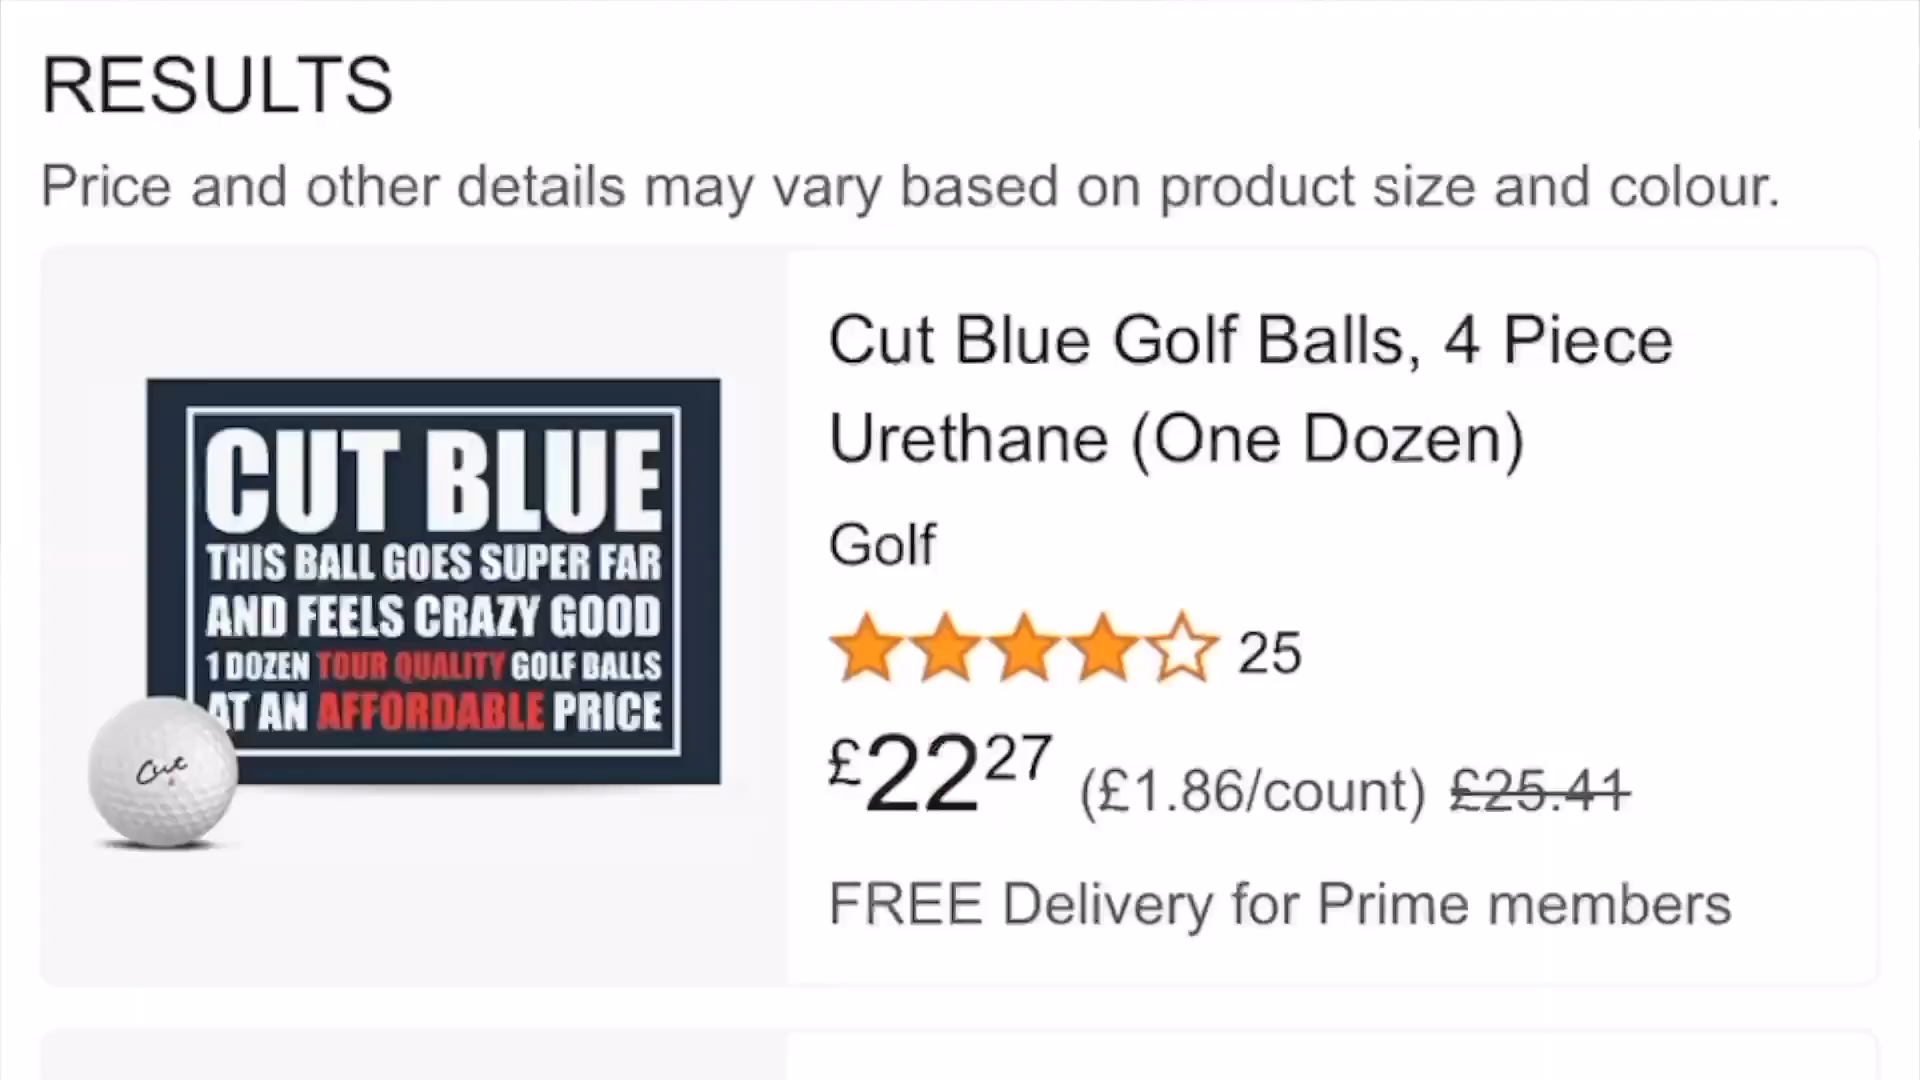 RESULTS
Price and other details may vary based on product size and colour.
CUT BLUE
THIS BALL GOES SUPER FAR
AND FEELS CRAZY GOOD
1 DOZEN TOUR QUALITY GOLF BALLS
AT AN AFFORDABLE PRICE
Cut
Cut Blue Golf Balls, 4 Piece
Urethane (One Dozen)
Golf
25
£2227 (£1.86/count) £25.41
FREE Delivery for Prime members